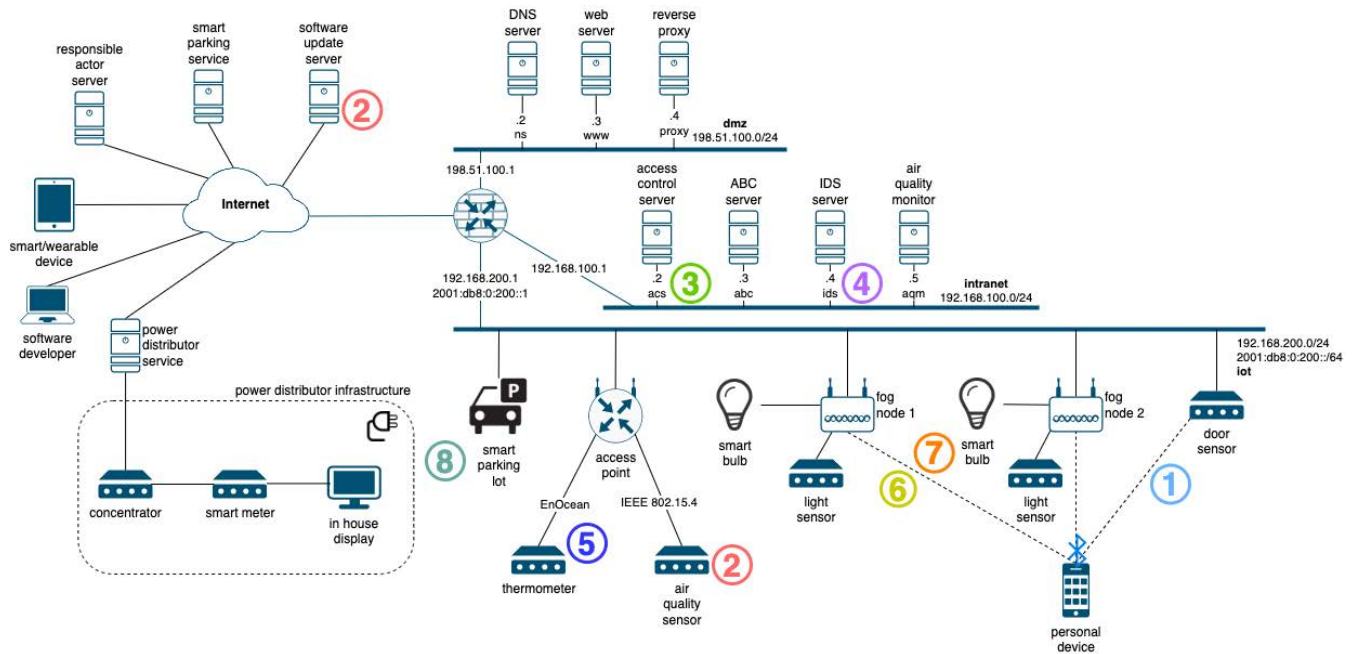 DNS
server
web
server
reverse
proxy
smart
parking
service
software
update
server
responsible
actor
server
2
.2
ns
.3
www
.4
proxy
dmz
198.51.100.0/24
198.51.100.1
access
control
server
ABC
server
IDS
server
air
quality
monitor
Internet
smart/wearable
device
192.168.200.1
2001:db8:0:200::1
192.168.100.1
.2
acs
3
.3
abc
.4
ids
4
.5
aqm
intranet
192.168.100.0/24
software
developer
power
distributor
service
192.168.200.0/24
2001:db8:0:200::/64
iot
power distributor infrastructure
P
smart
parking
lot
8
access
point
smart
bulb
fog
node 1
smart
bulb
fog
node 2
door
sensor
7
6
1
light
sensor
light
sensor
concentrator
smart meter
in house
display
EnOcean
IEEE 802.15.4
5
thermometer
2
air
quality
sensor
personal
device